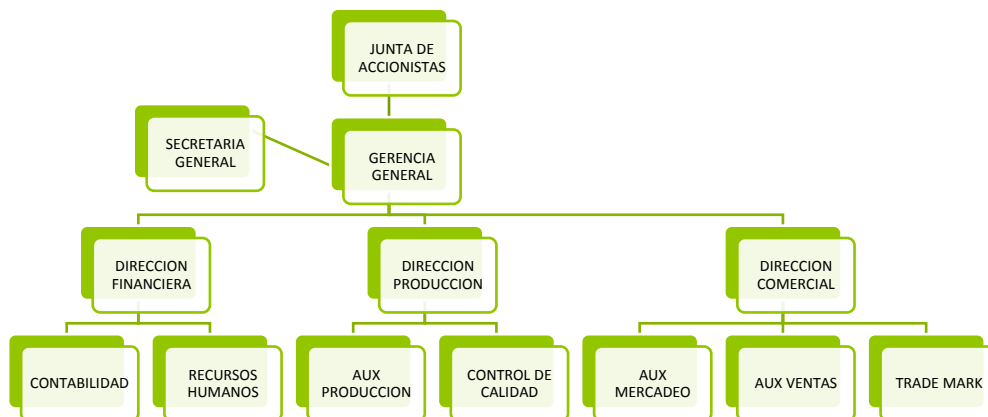 JUNTA DE
ACCIONISTAS
SECRETARIA
GENERAL
GERENCIA
GENERAL
DIRECCION
FINANCIERA
DIRECCION
PRODUCCION
DIRECCION
COMERCIAL
CONTABILIDAD
RECURSOS
HUMANOS
AUX
PRODUCCION
CONTROL DE
CALIDAD
AUX
MERCADEO
AUX VENTAS
TRADE MARK